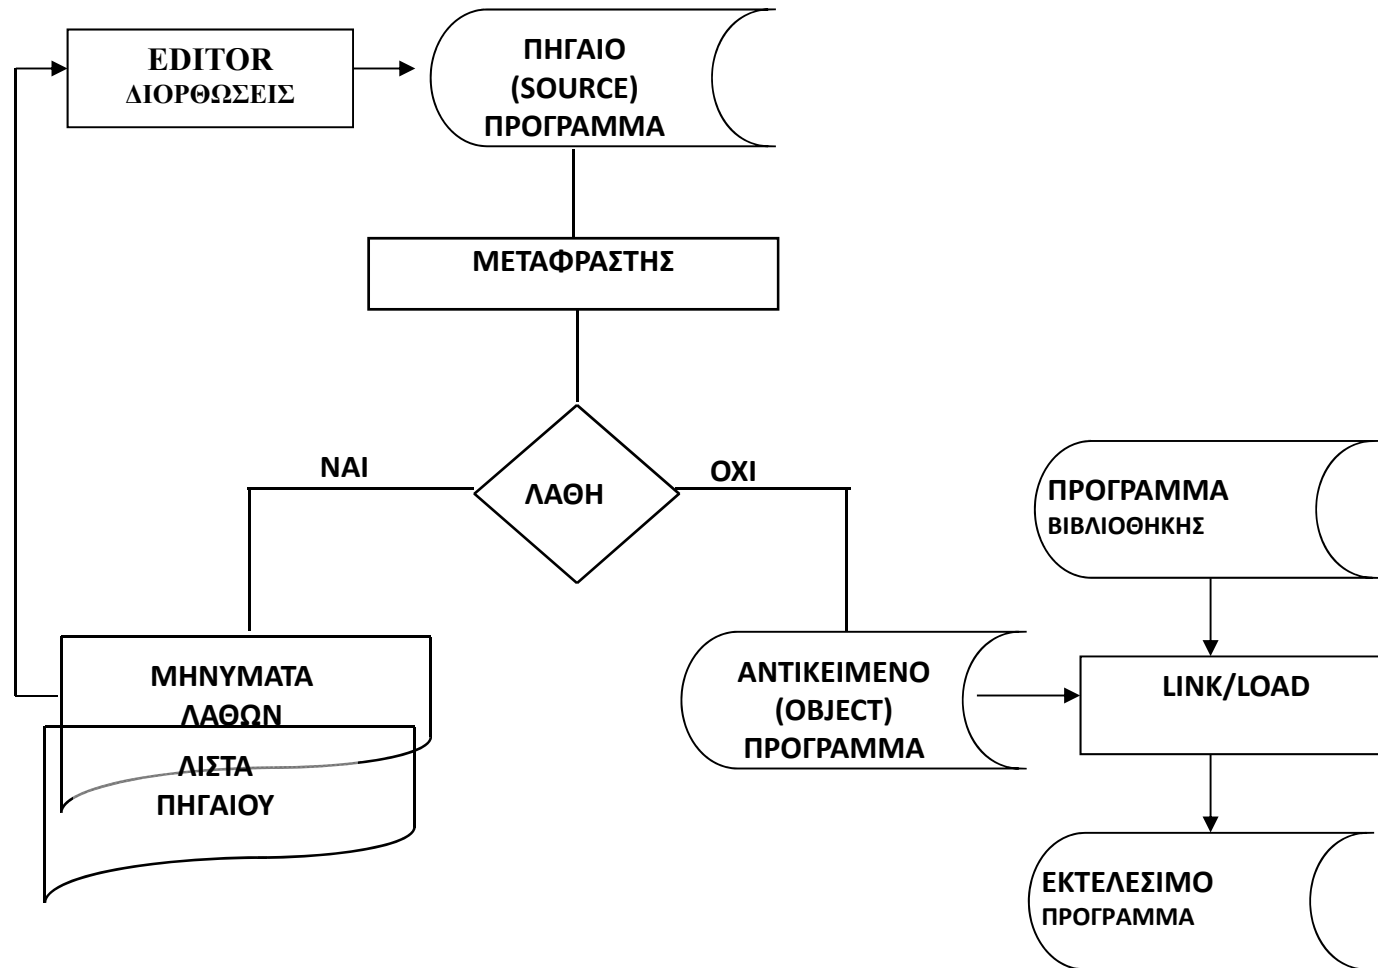 EDITOR
ΔΙΟΡΘΩΣΕΙΣ
ΠΗΓΑΙΟ
(SOURCE)
ΠΡΟΓΡΑΜΜΑ
ΜΕΤΑΦΡΑΣΤΗΣ
ΝΑΙ
ΛΑΘΗ
ΟΧΙ
ΠΡΟΓΡΑΜΜΑ
ΒΙΒΛΙΟΘΗΚΗΣ
ΜΗΝΥΜΑΤΑ
ΛΑΘΩΝ
ΛΙΣΤΑ
ΠΗΓΑΙΟΥ
ΑΝΤΙΚΕΙΜΕΝΟ
(OBJECT)
ΠΡΟΓΡΑΜΜΑ
LINK/LOAD
ΕΚΤΕΛΕΣΙΜΟ
ΠΡΟΓΡΑΜΜΑ